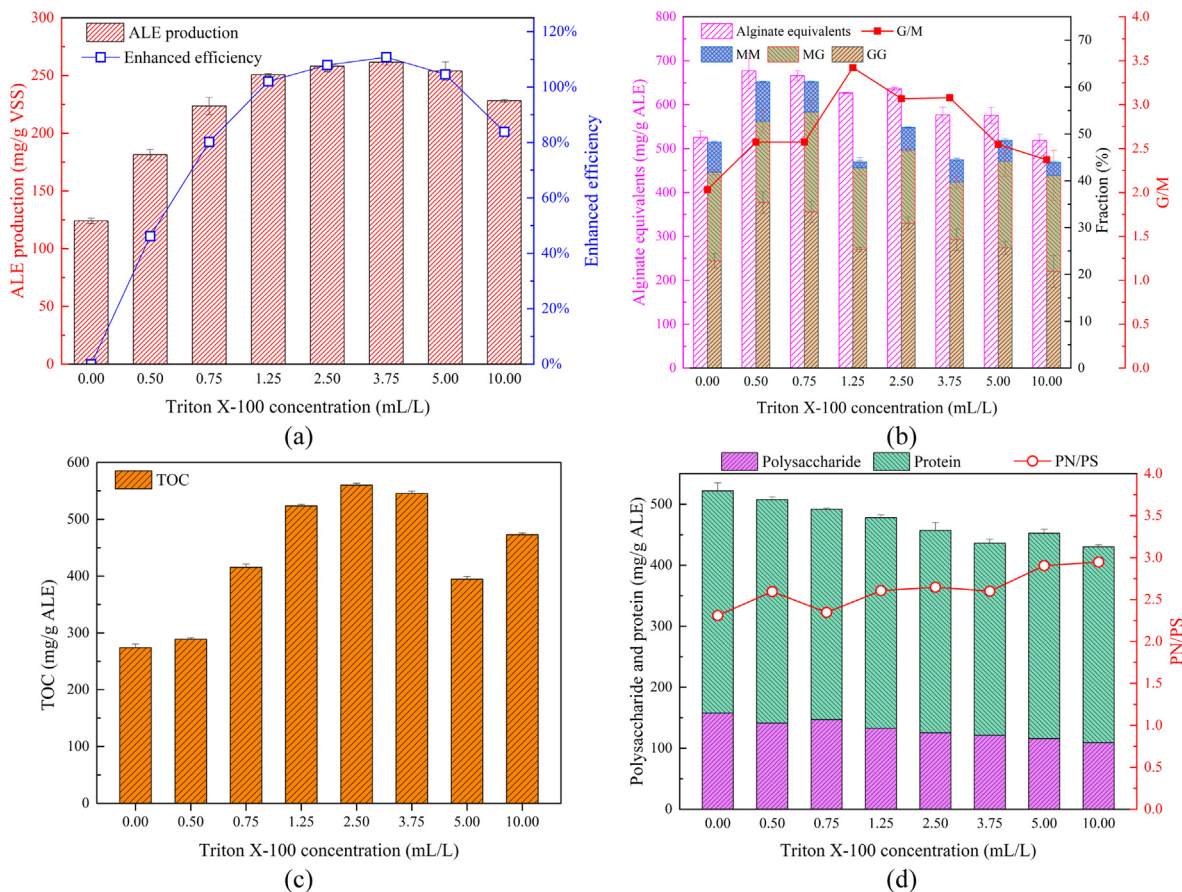 ALE production
Enhanced efficiency
ALE production (mg/g VSS)
300
250
200
150
100
50
0
120%
100%
80%
60%
40%
20%
0%
Enhanced efficiency
0.00 0.50 0.75 1.25 2.50 3.75 5.00 10.00
Triton X-100 concentration (mL/L)
(a)
Alginate equivalents G/M
MM MG GG
Alginate equivalents (mg/g ALE)
800
700
600
500
400
300
200
100
0
70
60
50
40
30
20
10
0
Fraction (%)
4.0
3.5
3.0
2.5
2.0
1.5
1.0
0.5
0.0
G/M
0.00 0.50 0.75 1.25 2.50 3.75 5.00 10.00
Triton X-100 concentration (mL/L)
(b)
TOC
TOC (mg/g ALE)
600
500
400
300
200
100
0
0.00 0.50 0.75 1.25 2.50 3.75 5.00 10.00
Triton X-100 concentration (mL/L)
(c)
Polysaccharide Protein PN/PS
Polysaccharide and protein (mg/g ALE)
500
400
300
200
100
0
4.0
3.5
3.0
2.5
2.0
1.5
1.0
0.5
0.0
PN/PS
0.00 0.50 0.75 1.25 2.50 3.75 5.00 10.00
Triton X-100 concentration (mL/L)
(d)